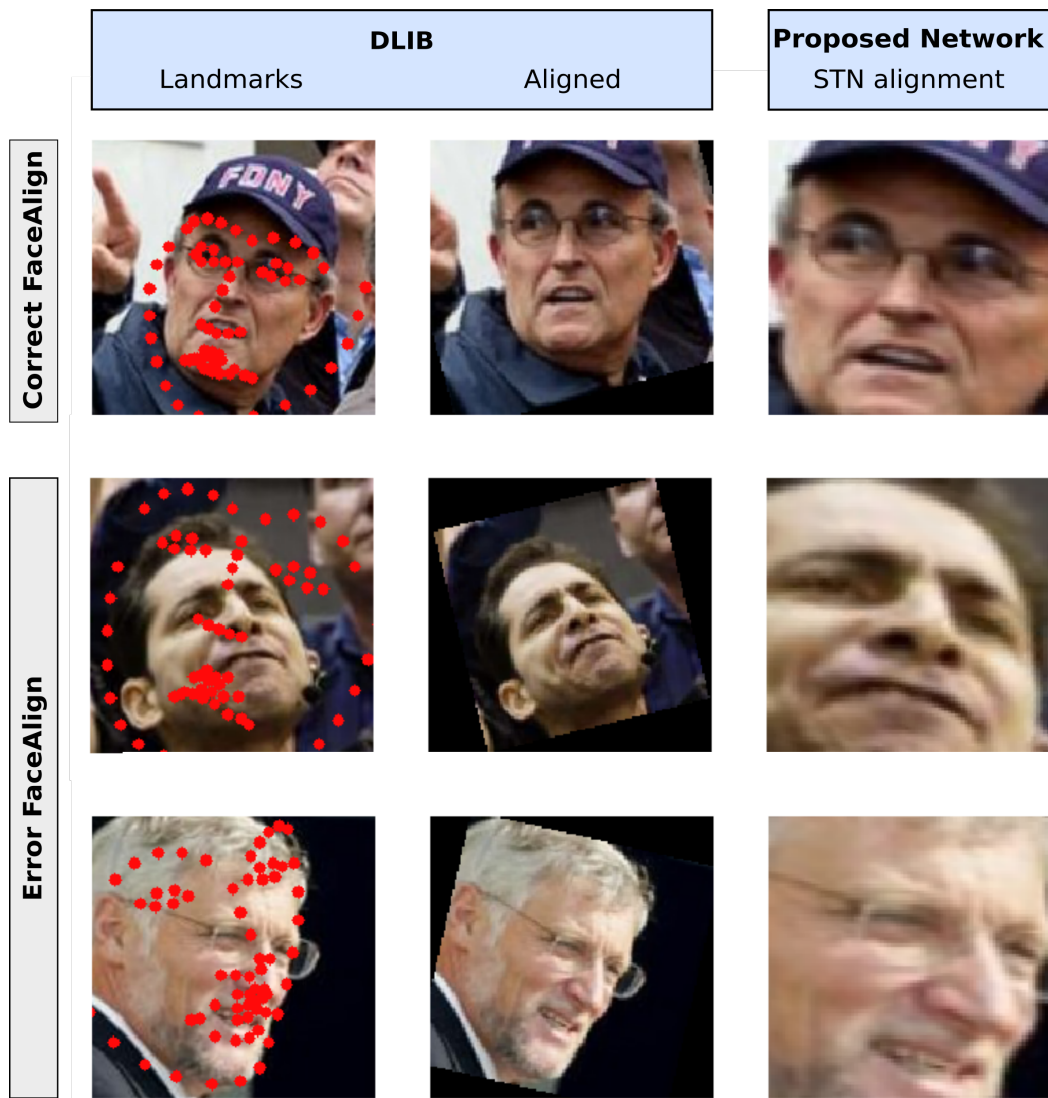 DLIB
Landmarks
Aligned
Proposed Network
STN alignment
Correct FaceAlign
FDNY
Error FaceAlign